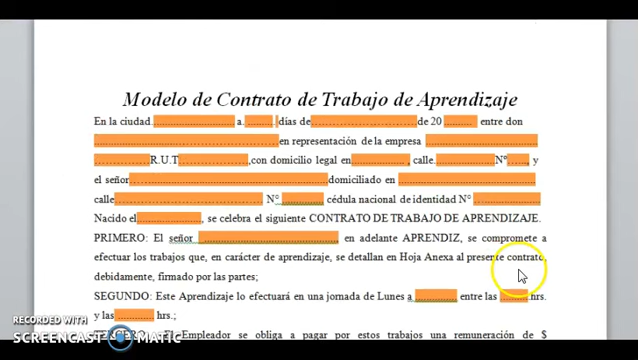 Modelo de Contrato de Trabajo de Aprendizaje
En la ciudad........................ a......... días de................................de 20 ......... entre don
.....................................................en representación de la empresa ................................
................R.U.T....................,con domicilio legal en................, calle.................N°...... y
el señor.........................................................domiciliado en .......................................
calle........................................... N° ............ cédula nacional de identidad N° ...................
Nacido el..................., se celebra el siguiente CONTRATO DE TRABAJO DE APRENDIZAJE.
PRIMERO: El señor ....................................... en adelante APRENDIZ, se compromete a
efectuar los trabajos que, en carácter de aprendizaje, se detallan en Hoja Anexa al presente contrato,
debidamente, firmado por las partes;
SEGUNDO: Este Aprendizaje lo efectuará en una jornada de Lunes a............ entre las ........ hrs.
y las............ hrs.;
TERCERO: El Empleador se obliga a pagar por estos trabajos una remuneración de $
RECORDED WITH
SCREENCAST MATIC